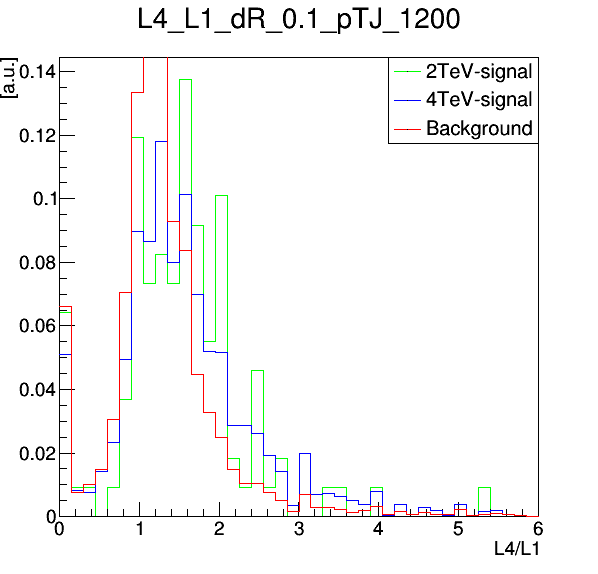 L4_L1_dR_0.1_pTJ_1200
[a.u.]
0.14
0.12
0.1
0.08
0.06
0.04
0.02
0
2TeV-signal
4TeV-signal
Background
0 1 2 3 4 5 6
L4/L1